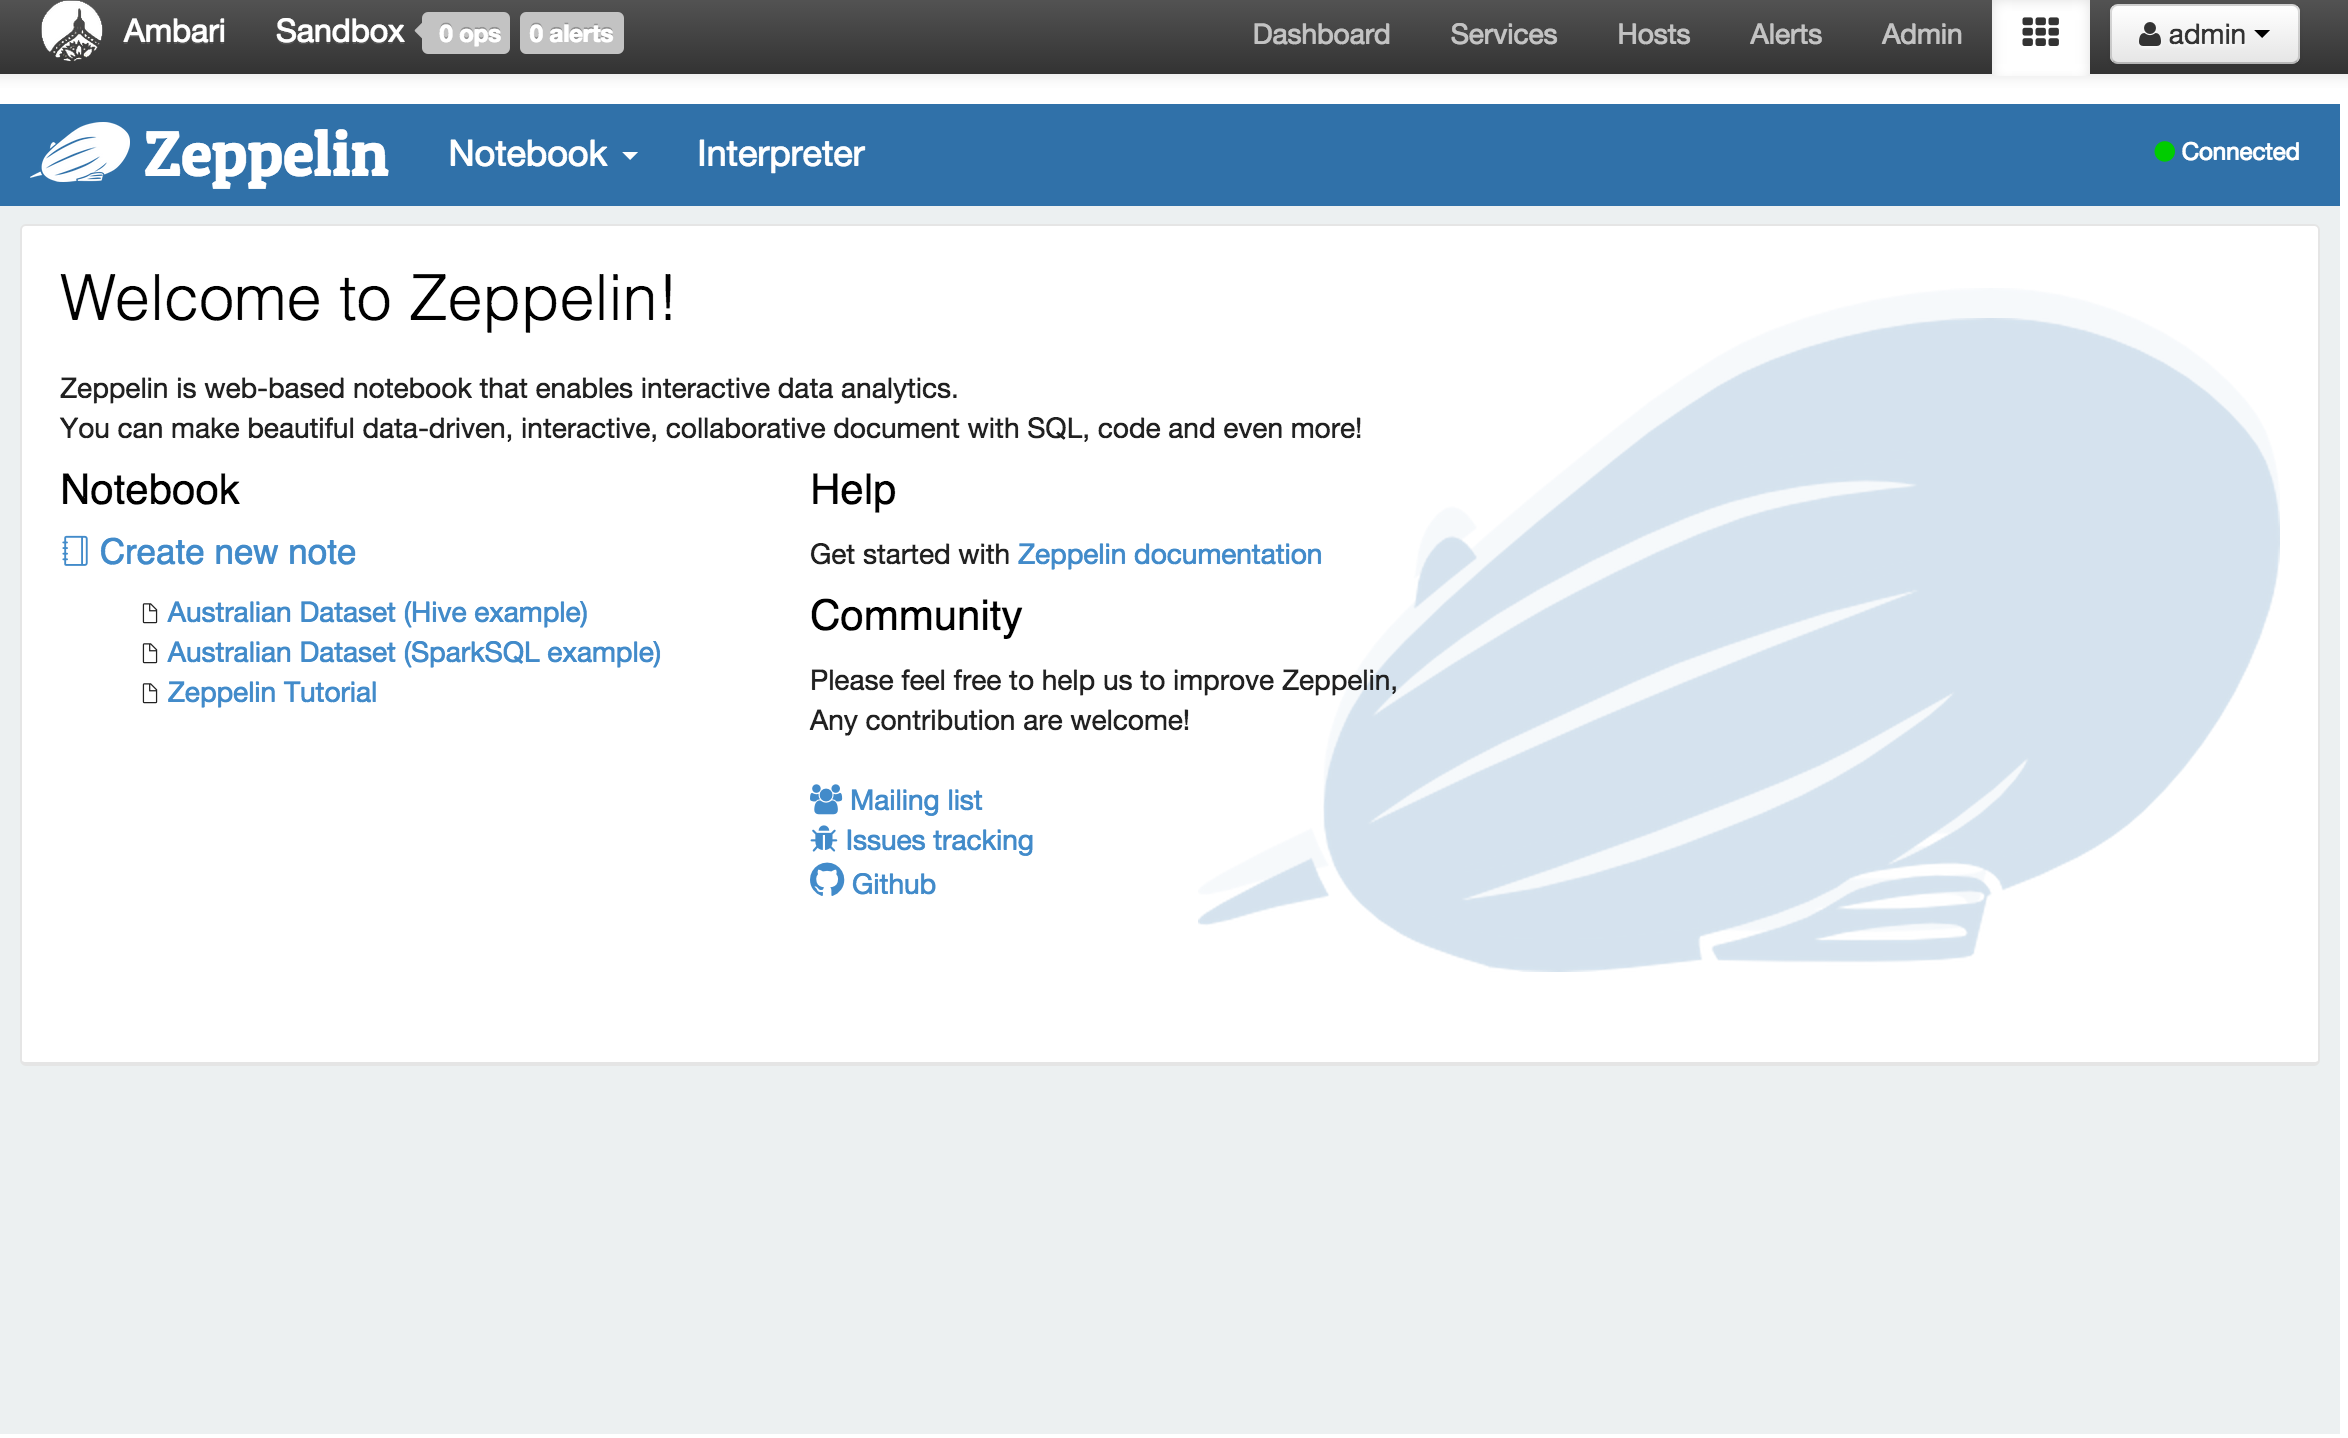 Ambari Sandbox 0 ops 0 alerts Dashboard Services Hosts Alerts Admin admin
Zeppelin Notebook Interpreter Connected
Welcome to Zeppelin!
Zeppelin is web-based notebook that enables interactive data analytics.
You can make beautiful data-driven, interactive, collaborative document with SQL, code and even more!
Notebook
Create new note
Australian Dataset (Hive example)
Australian Dataset (SparkSQL example)
Zeppelin Tutorial
Help
Get started with Zeppelin documentation
Community
Please feel free to help us to improve Zeppelin,
Any contribution are welcome!
Mailing list
Issues tracking
Github